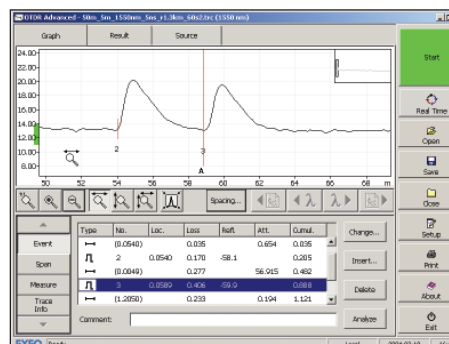 OTDR Advanced - 50m_5m_1550nm_5ns_r1.3km_60s2.trc (1550 nm)
Graph Result Source
24.00
22.00
20.00
18.00
16.00
14.00
12.00
10.00
8.00
2 3
A
50 52 54 56 58 60 62 64 66 68 m
Start
Real Time
Open
Save
Close
Setup
Print
About
Exit
Spacing...
Event
Span
Measure
Trace
Info
Type No. Loc. Loss Refl. Att. Cumul.
(0.0540) 0.035 0.654 0.035
2 0.0540 0.170 -58.1 0.205
(0.0049) 0.277 56.915 0.482
3 0.0589 0.406 -59.9 0.888
(1.2050) 0.233 0.194 1.121
Comment:
Change...
Insert...
Delete
Analyze
EXFO Ready